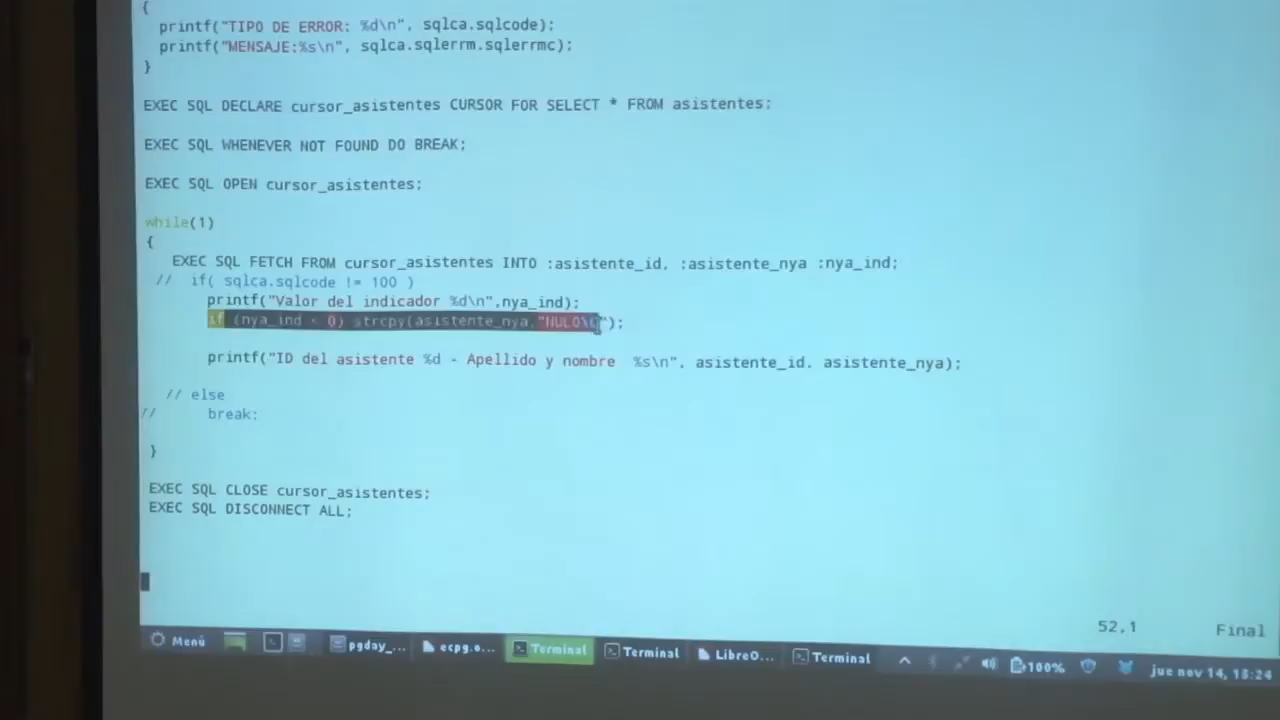 {
printf("TIPO DE ERROR: %d\n", sqlca.sqlcode);
printf("MENSAJE:%s\n", sqlca.sqlerrm.sqlerrmc);
}
EXEC SQL DECLARE cursor_asistentes CURSOR FOR SELECT * FROM asistentes;
EXEC SQL WHENEVER NOT FOUND DO BREAK;
EXEC SQL OPEN cursor_asistentes;
while(1)
{
EXEC SQL FETCH FROM cursor_asistentes INTO :asistente_id, :asistente_nya :nya_ind;
// if( sqlca.sqlcode != 100 )
printf("Valor del indicador %d\n",nya_ind);
if (nya_ind < 0) strcpy(asistente_nya,"NULO\0");
printf("ID del asistente %d - Apellido y nombre %s\n", asistente_id, asistente_nya);
// else
// break;
}
EXEC SQL CLOSE cursor_asistentes;
EXEC SQL DISCONNECT ALL;
52,1 Final
Menú pgday_... ecpg.o... Terminal Terminal LibreO... Terminal 100% jue nov 14, 18:24